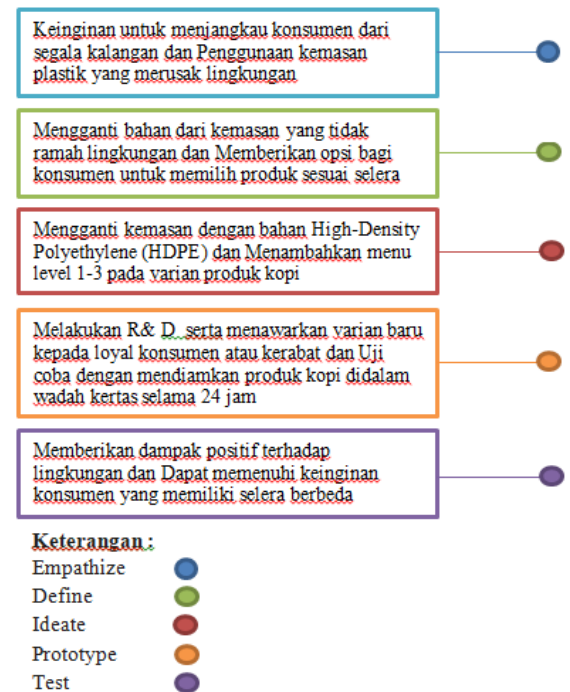 Keinginan untuk menjangkau konsumen dari
segala kalangan dan Penggunaan kemasan
plastik yang merusak lingkungan
Mengganti bahan dari kemasan yang tidak
ramah lingkungan dan Memberikan opsi bagi
konsumen untuk memilih produk sesuai selera
Mengganti kemasan dengan bahan High-Density
Polyethylene (HDPE) dan Menambahkan menu
level 1-3 pada varian produk kopi
Melakukan R& D serta menawarkan varian baru
kepada loyal konsumen atau kerabat dan Uji
coba dengan mendiamkan produk kopi didalam
wadah kertas selama 24 jam
Memberikan dampak positif terhadap
lingkungan dan Dapat memenuhi keinginan
konsumen yang memiliki selera berbeda
Keterangan :
Empathize
Define
Ideate
Prototype
Test